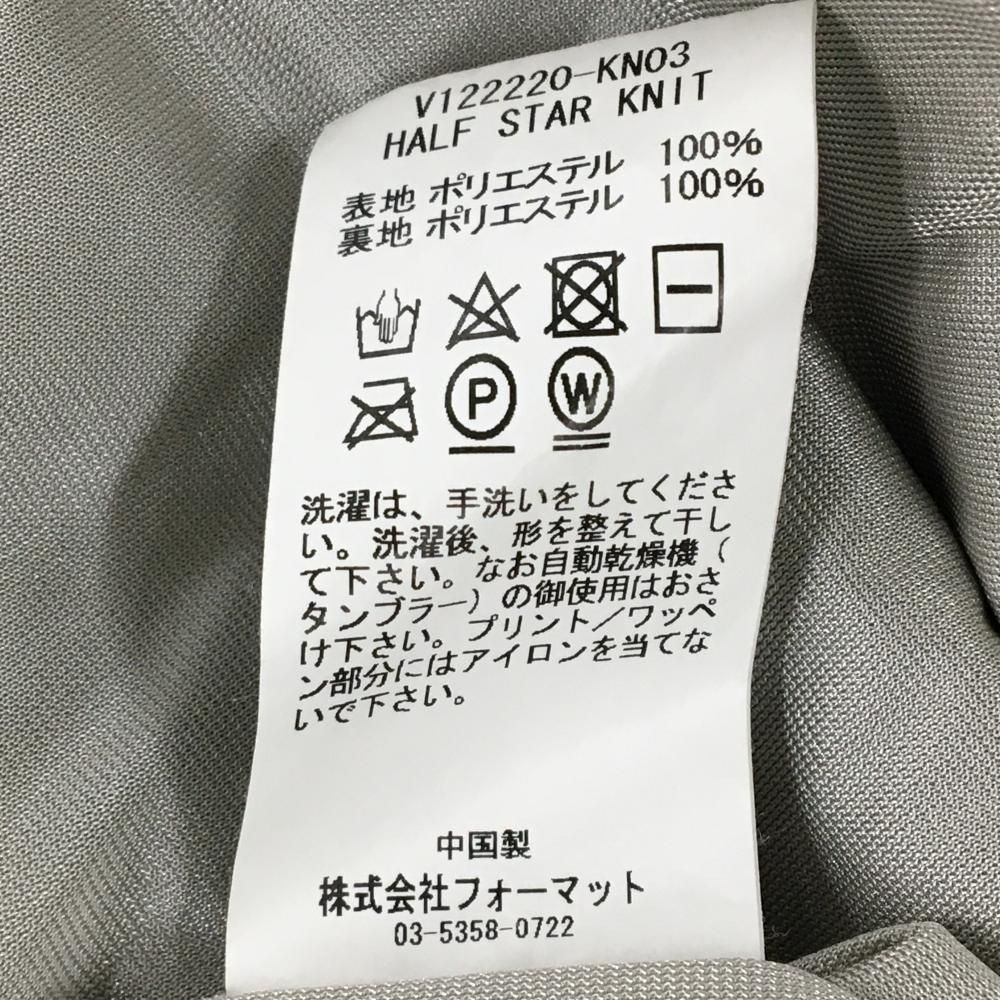 V122220-KN03
HALF STAR KNIT
表地 ポリエステル 100%
裏地 ポリエステル 100%
P W
洗濯は、手洗いをしてくださ
い。洗濯後、形を整えて干し
て下さい。なお自動乾燥機(
タンブラー)の御使用はおさ
け下さい。プリント/ワッペ
ン部分にはアイロンを当てな
いで下さい。
中国製
株式会社フォーマット
03-5358-0722